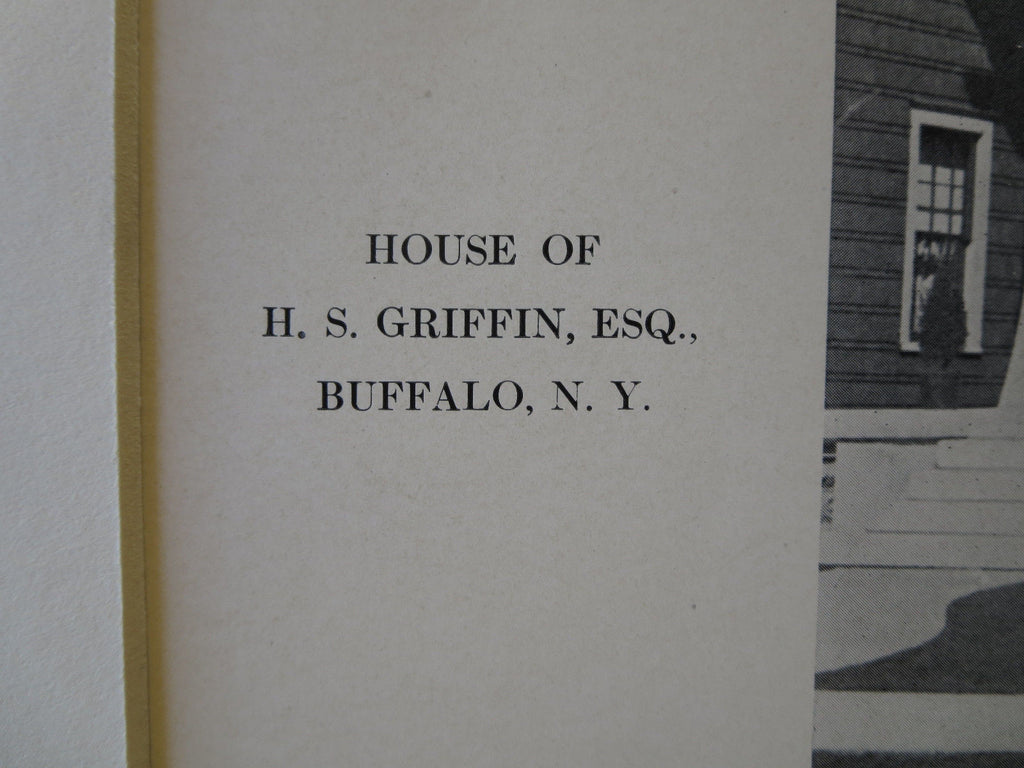 HOUSE OF
H. S. GRIFFIN, ESQ.,
BUFFALO, N. Y.